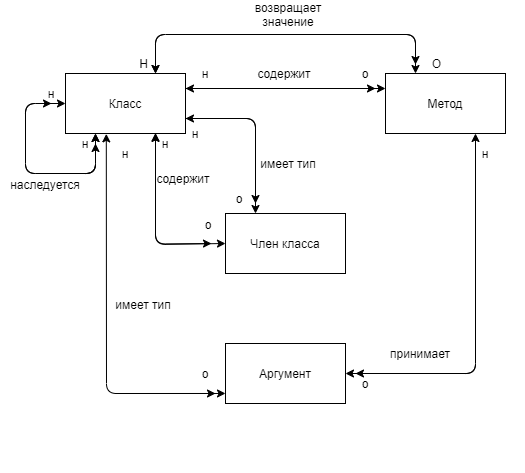 возвращает
значение
Н
О
н
содержит
о
н
Класс
Метод
н
н
н
н
н
имеет тип
содержит
наследуется
о
о
Член класса
имеет тип
принимает
Аргумент
о
о